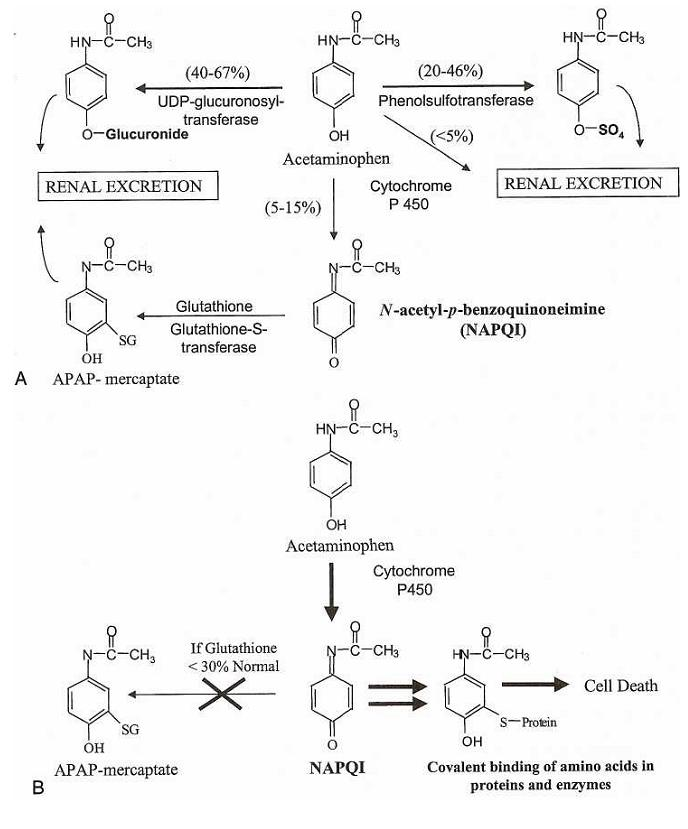 O
HN—C—CH3
O—Glucuronide
(40-67%)
UDP-glucuronosyl-
transferase
O
HN—C—CH3
OH
Acetaminophen
(20-46%)
Phenolsulfotransferase
O
HN—C—CH3
O—SO4
(<5%)
RENAL EXCRETION
RENAL EXCRETION
Cytochrome
P 450
(5-15%)
O
N—C—CH3
SG
OH
APAP- mercaptate
Glutathione
Glutathione-S-
transferase
O
N—C—CH3
O
N-acetyl-p-benzoquinoneimine
(NAPQI)
A
O
HN—C—CH3
OH
Acetaminophen
Cytochrome
P450
O
N—C—CH3
SG
OH
APAP-mercaptate
If Glutathione
< 30% Normal
O
N—C—CH3
O
NAPQI
O
HN—C—CH3
S—Protein
OH
Covalent binding of amino acids in
proteins and enzymes
Cell Death
B